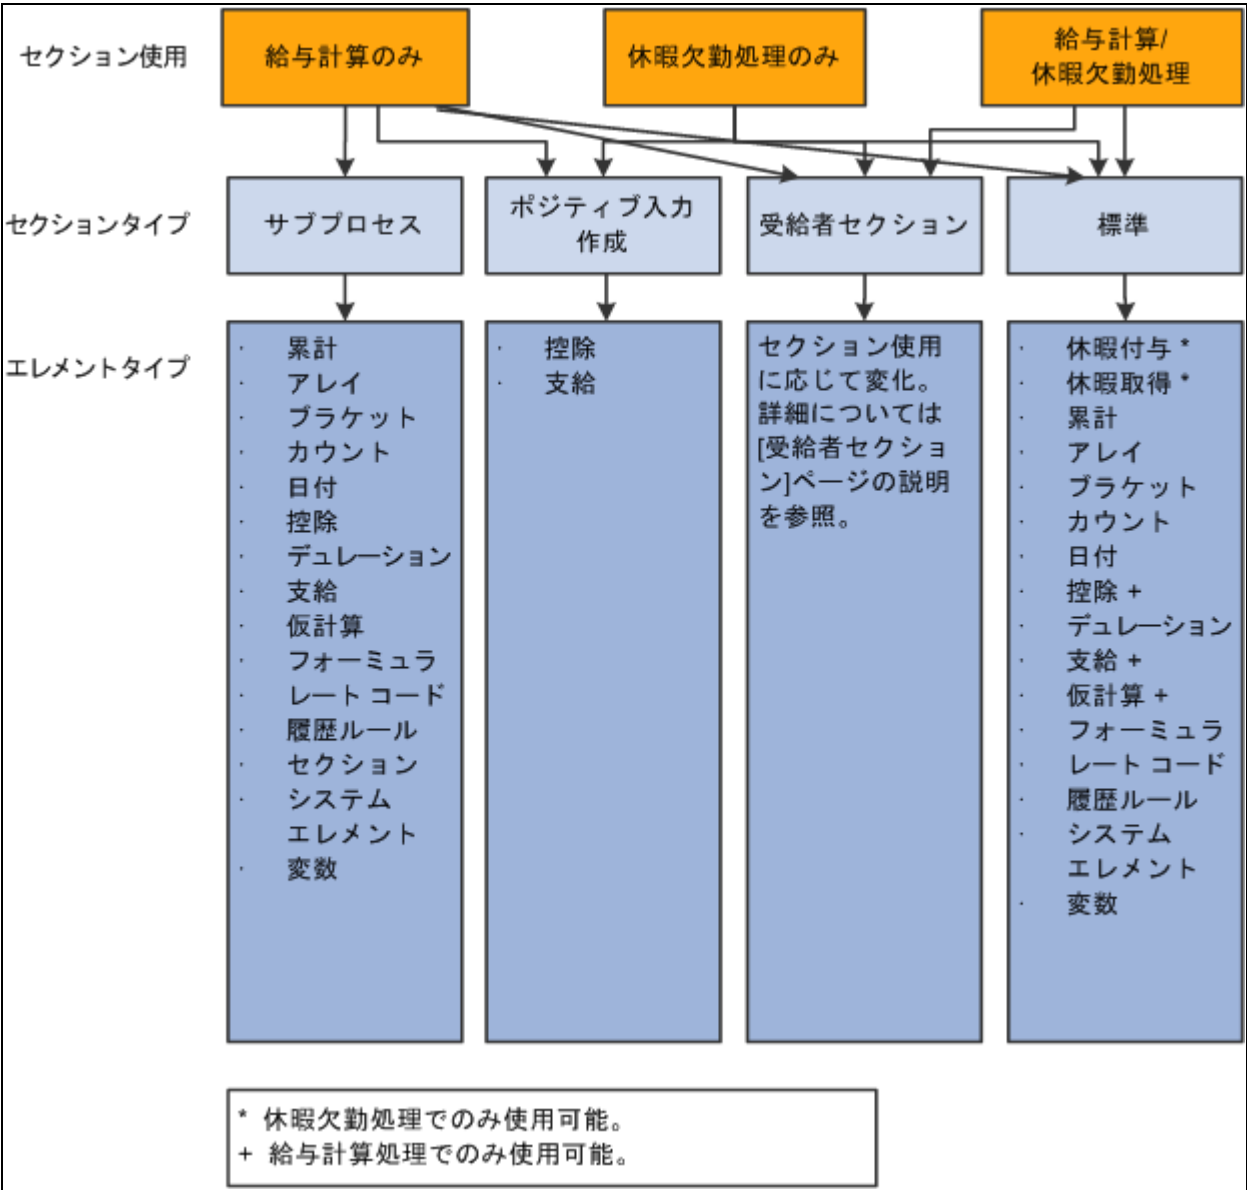 セクション使用
給与計算のみ
休暇欠勤処理のみ
給与計算/
休暇欠勤処理
セクションタイプ
サブプロセス
ポジティブ入力
作成
受給者セクション
標準
エレメントタイプ
· 累計
· アレイ
· ブラケット
· カウント
· 日付
· 控除
· デュレーション
· 支給
· 仮計算
· フォーミュラ
· レート コード
· 履歴ルール
· セクション
· システム
エレメント
· 変数
· 控除
· 支給
セクション使用
に応じて変化。
詳細については
[受給者セクショ
ン]ページの説明
を参照。
· 休暇付与 *
· 休暇取得 *
· 累計
· アレイ
· ブラケット
· カウント
· 日付
· 控除 +
· デュレーション
· 支給 +
· 仮計算 +
· フォーミュラ
· レート コード
· 履歴ルール
· システム
エレメント
· 変数
* 休暇欠勤処理でのみ使用可能。
+ 給与計算処理でのみ使用可能。